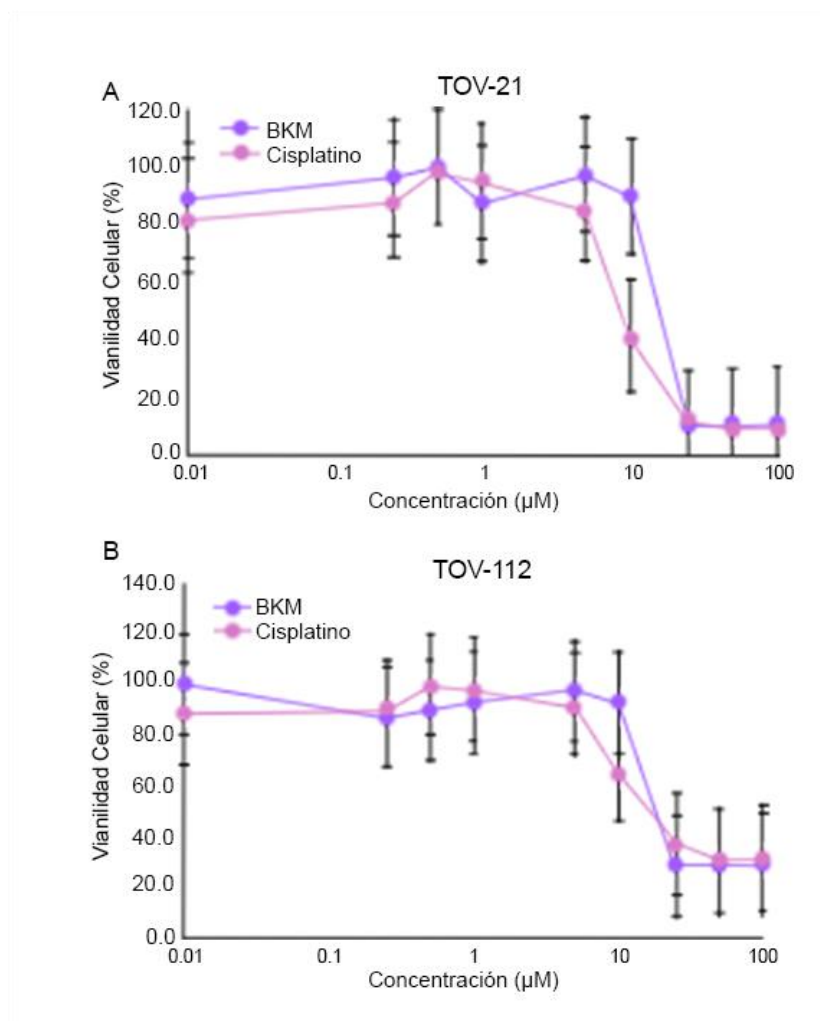 A
TOV-21
BKM
Cisplatino
Vianilidad Celular (%)
120.0
100.0
80.0
60.0
40.0
20.0
0.0
0.01 0.1 1 10 100
Concentración (µM)
B
TOV-112
BKM
Cisplatino
Vianilidad Celular (%)
140.0
120.0
100.0
80.0
60.0
40.0
20.0
0.0
0.01 0.1 1 10 100
Concentración (µM)